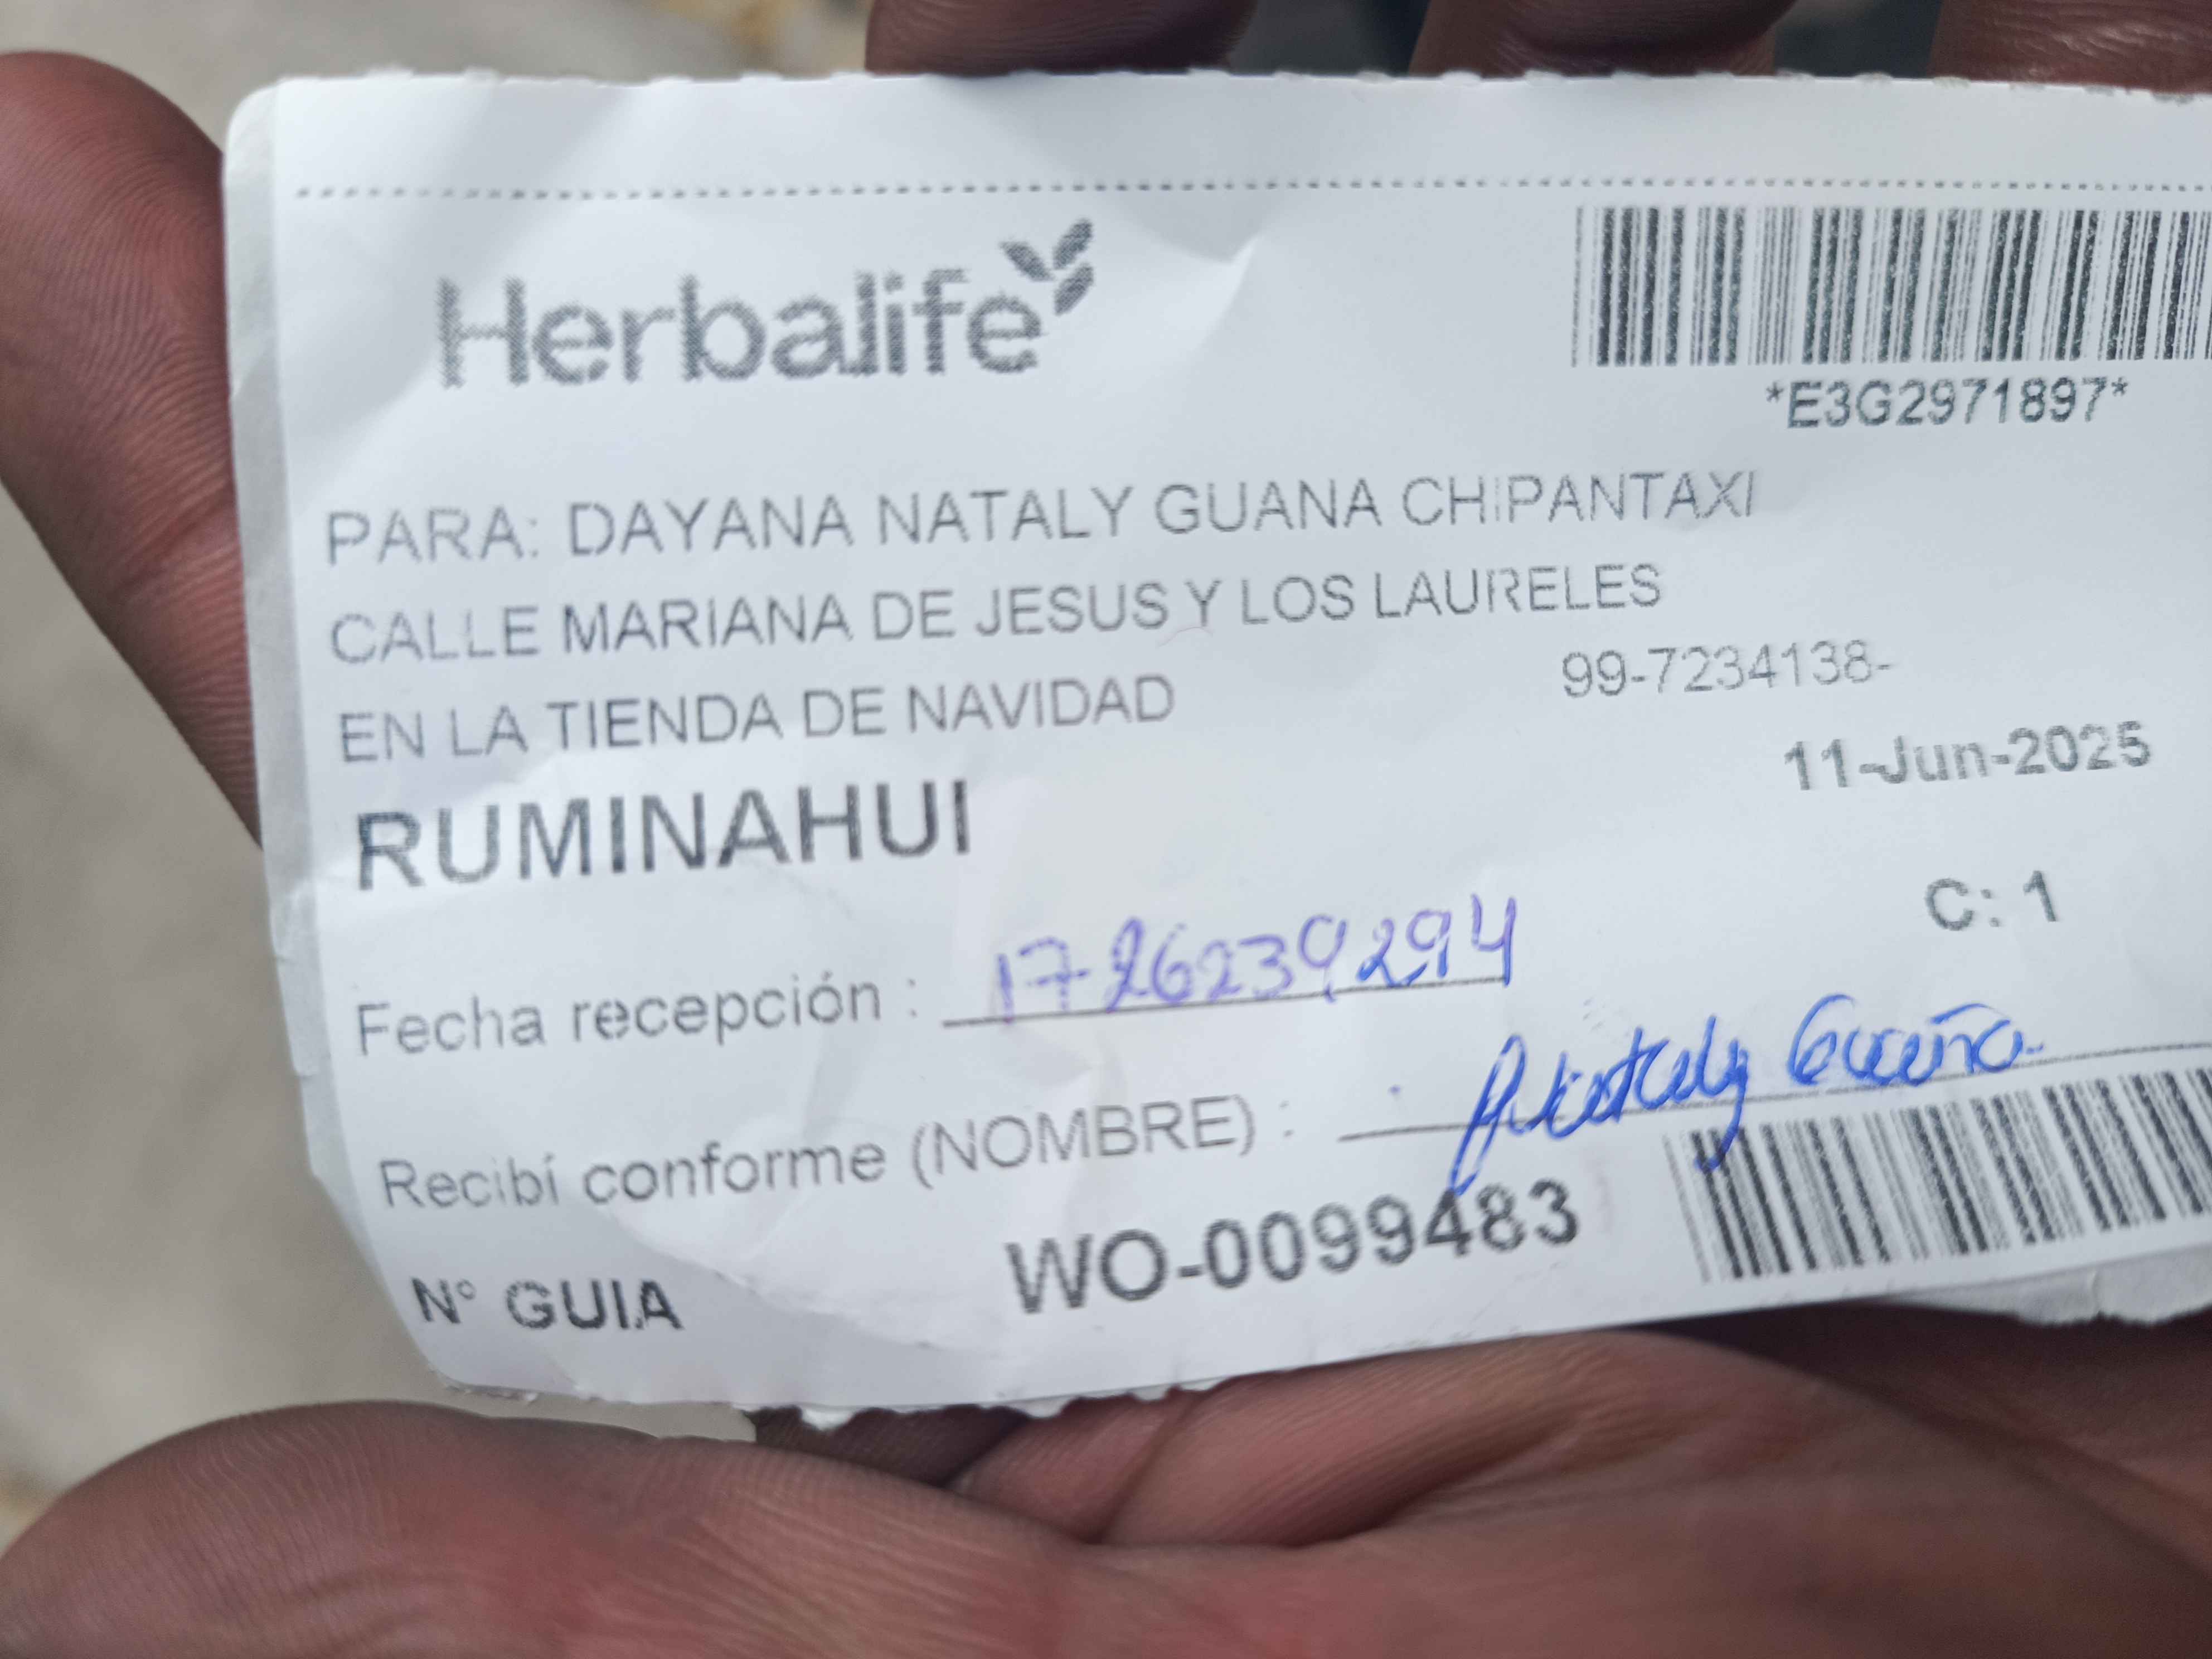 Herbalife
*E3G2971897*
PARA: DAYANA NATALY GUANA CHIPANTAXI
CALLE MARIANA DE JESUS Y LOS LAURELES
99-7234138-
EN LA TIENDA DE NAVIDAD
11-Jun-2025
RUMINAHUI
C: 1
Fecha recepción : 1726239294
Recibí conforme (NOMBRE) : Nataly Guaña.
N° GUIA WO-0099483